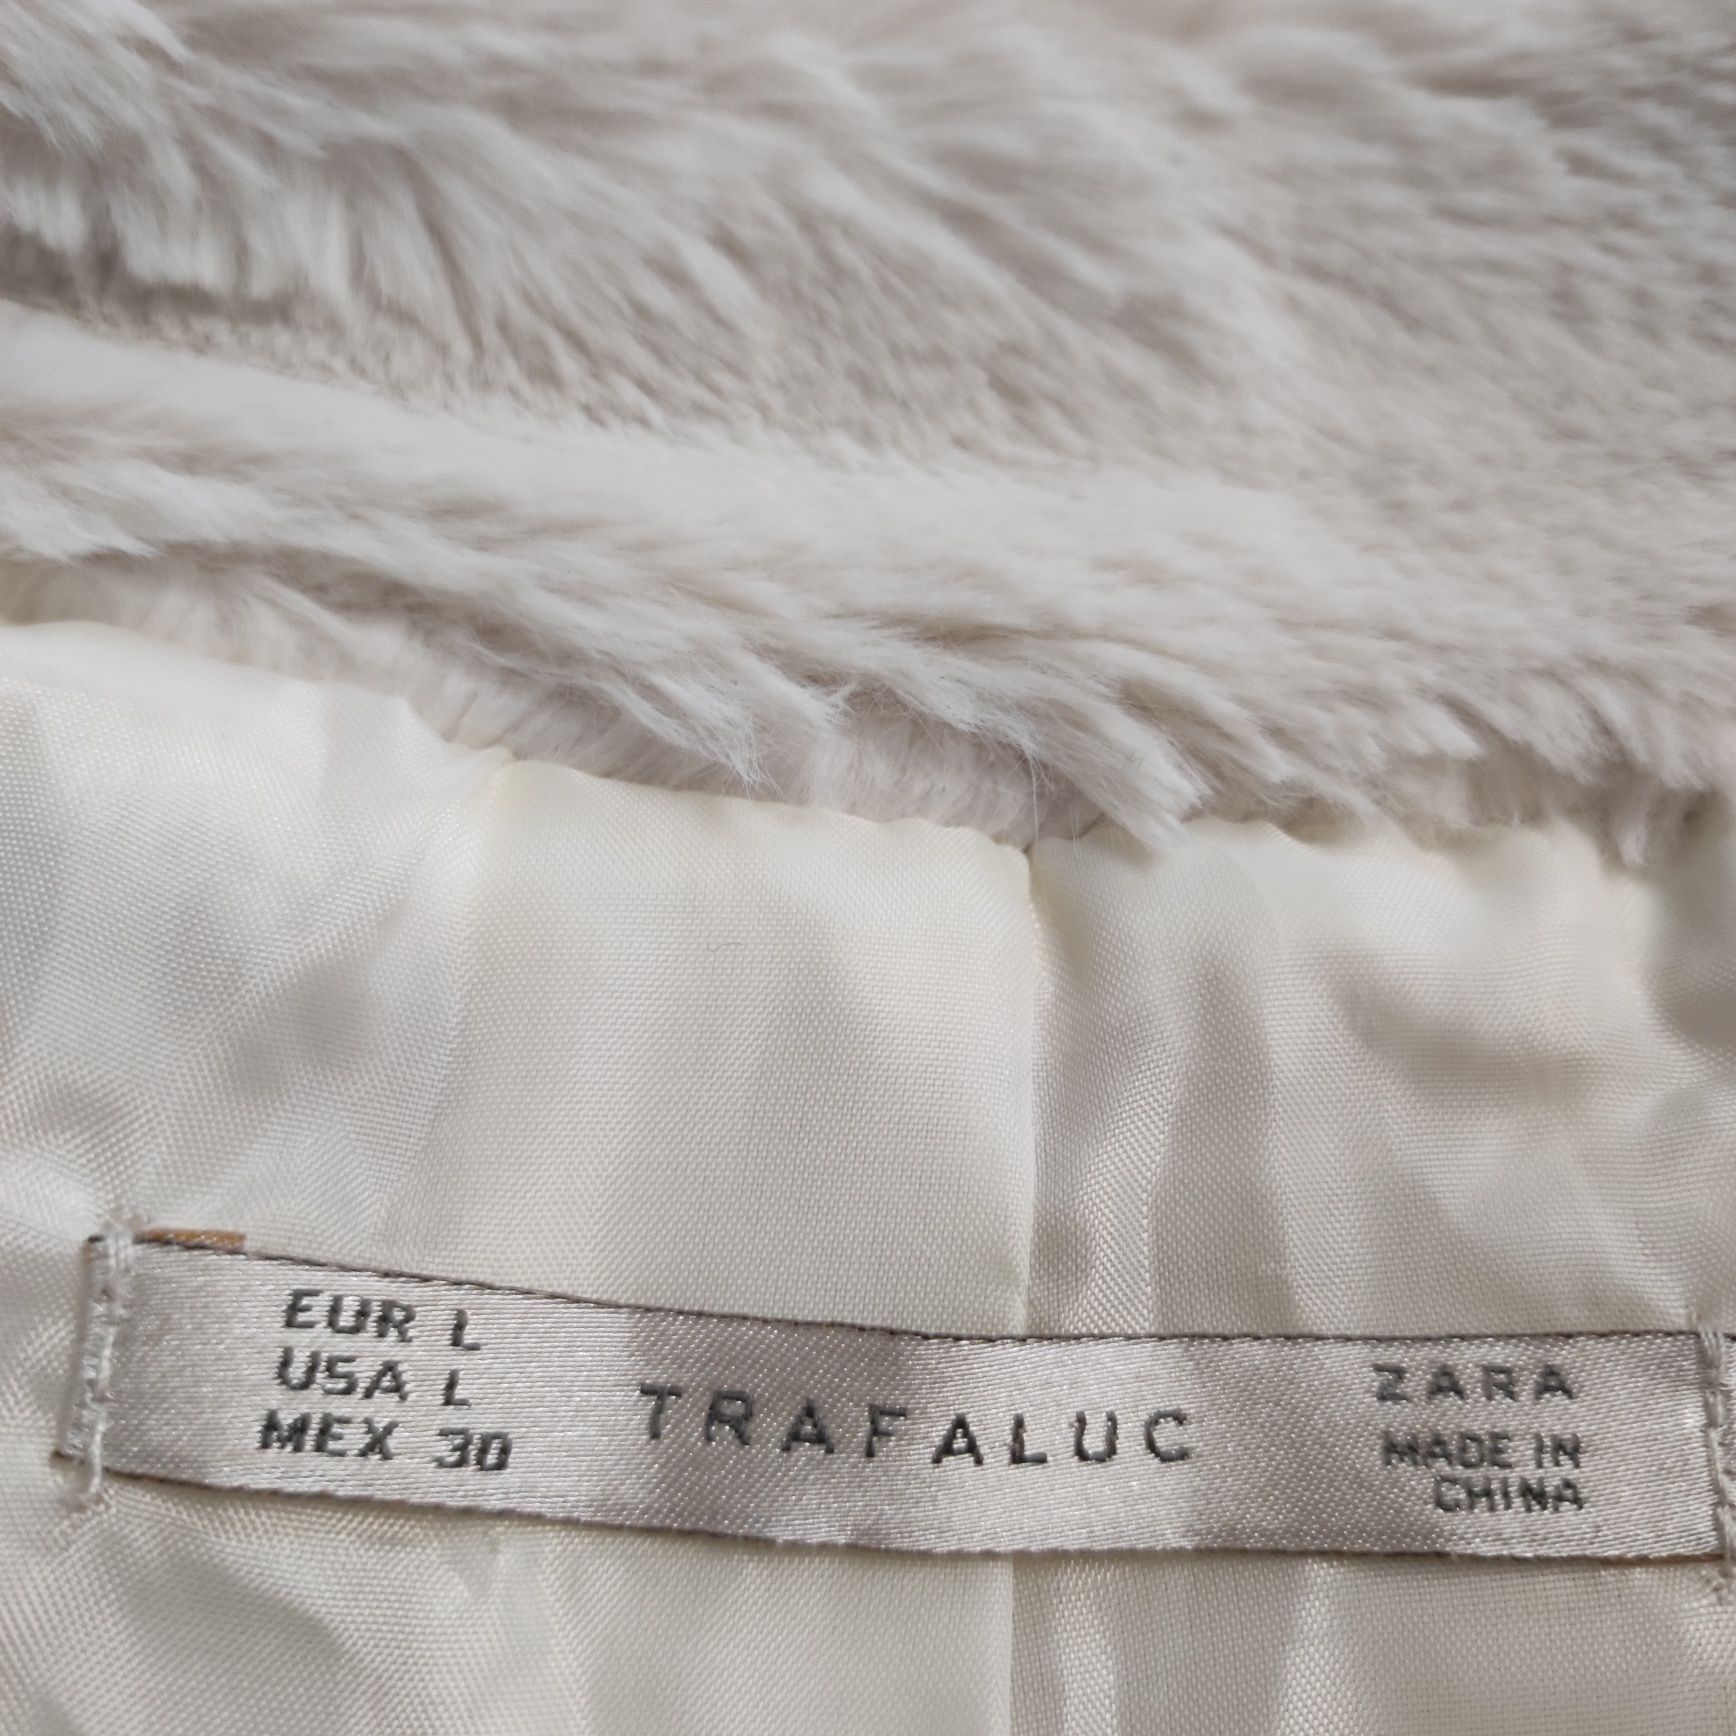 EUR L
USA L
MEX 30
TRAFALUC
ZARA
MADE IN
CHINA